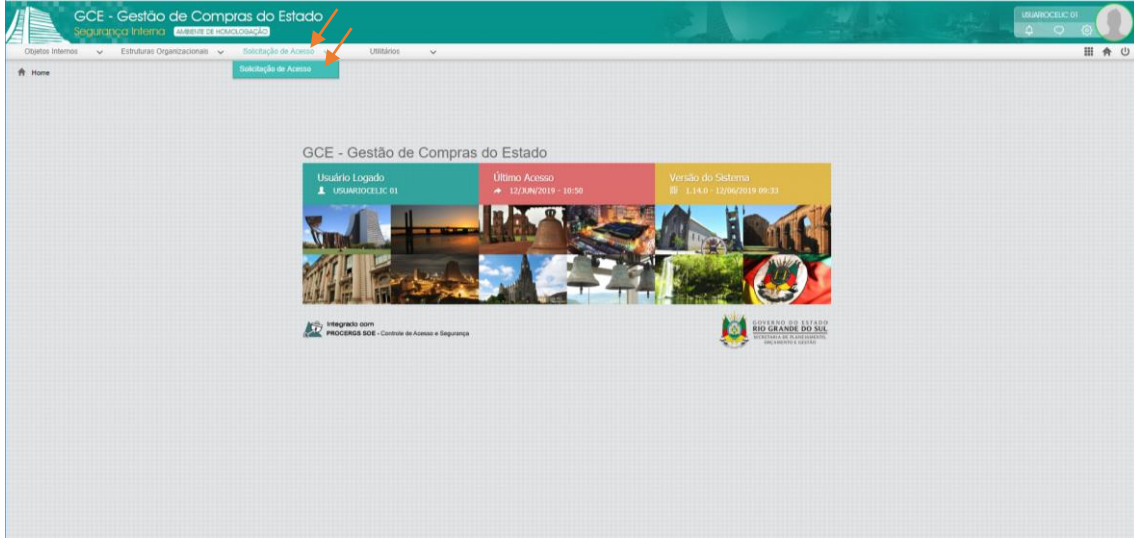 GCE - Gestão de Compras do Estado
Segurança Interna AMBIENTE DE HOMOLOGAÇÃO
USUARIOCELIC 01
Objetos Internos Estruturas Organizacionais Solicitação de Acesso Utilitários
Solicitação de Acesso
Home
GCE - Gestão de Compras do Estado
Usuário Logado
USUARIOCELIC 01
Último Acesso
12/JUN/2019 - 10:50
Versão do Sistema
1.14.0 - 12/06/2019 09:33
Integrado com
PROCERGS SOE - Controle de Acesso e Segurança
GOVERNO DO ESTADO
RIO GRANDE DO SUL
SECRETARIA DE PLANEJAMENTO,
ORÇAMENTO E GESTÃO